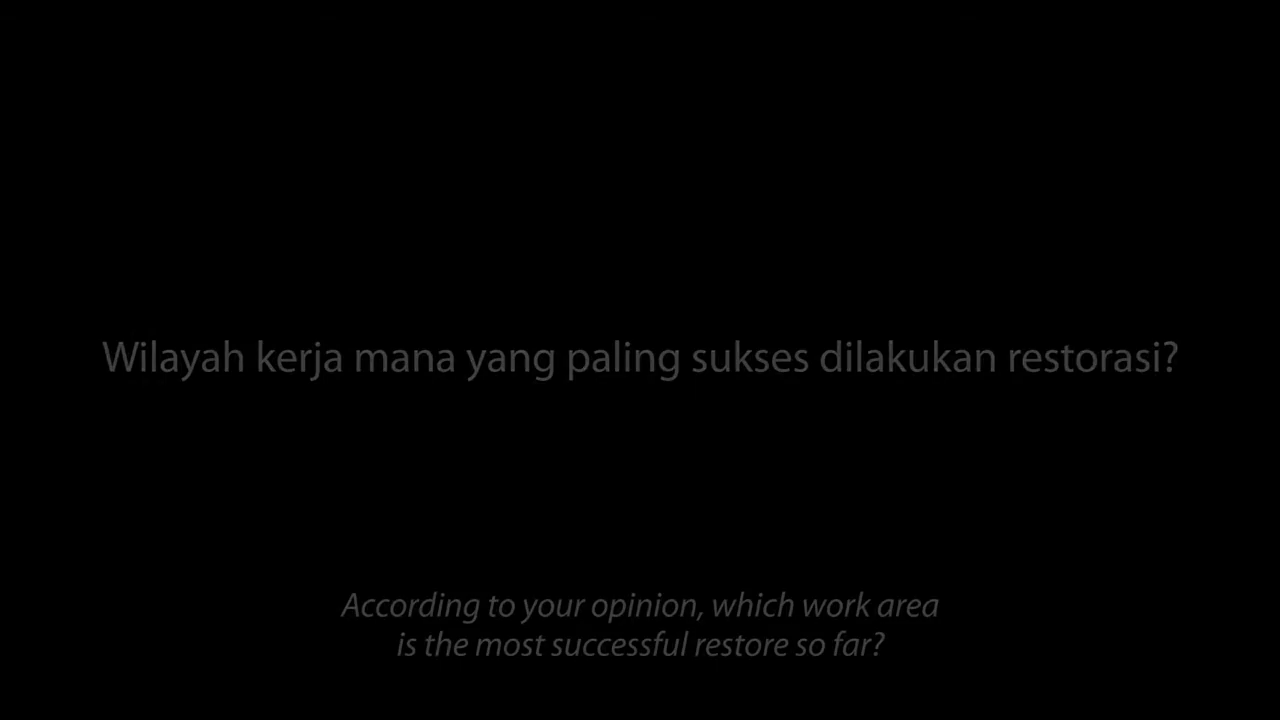 Wilayah kerja mana yang paling sukses dilakukan restorasi?
According to your opinion, which work area
is the most successful restore so far?